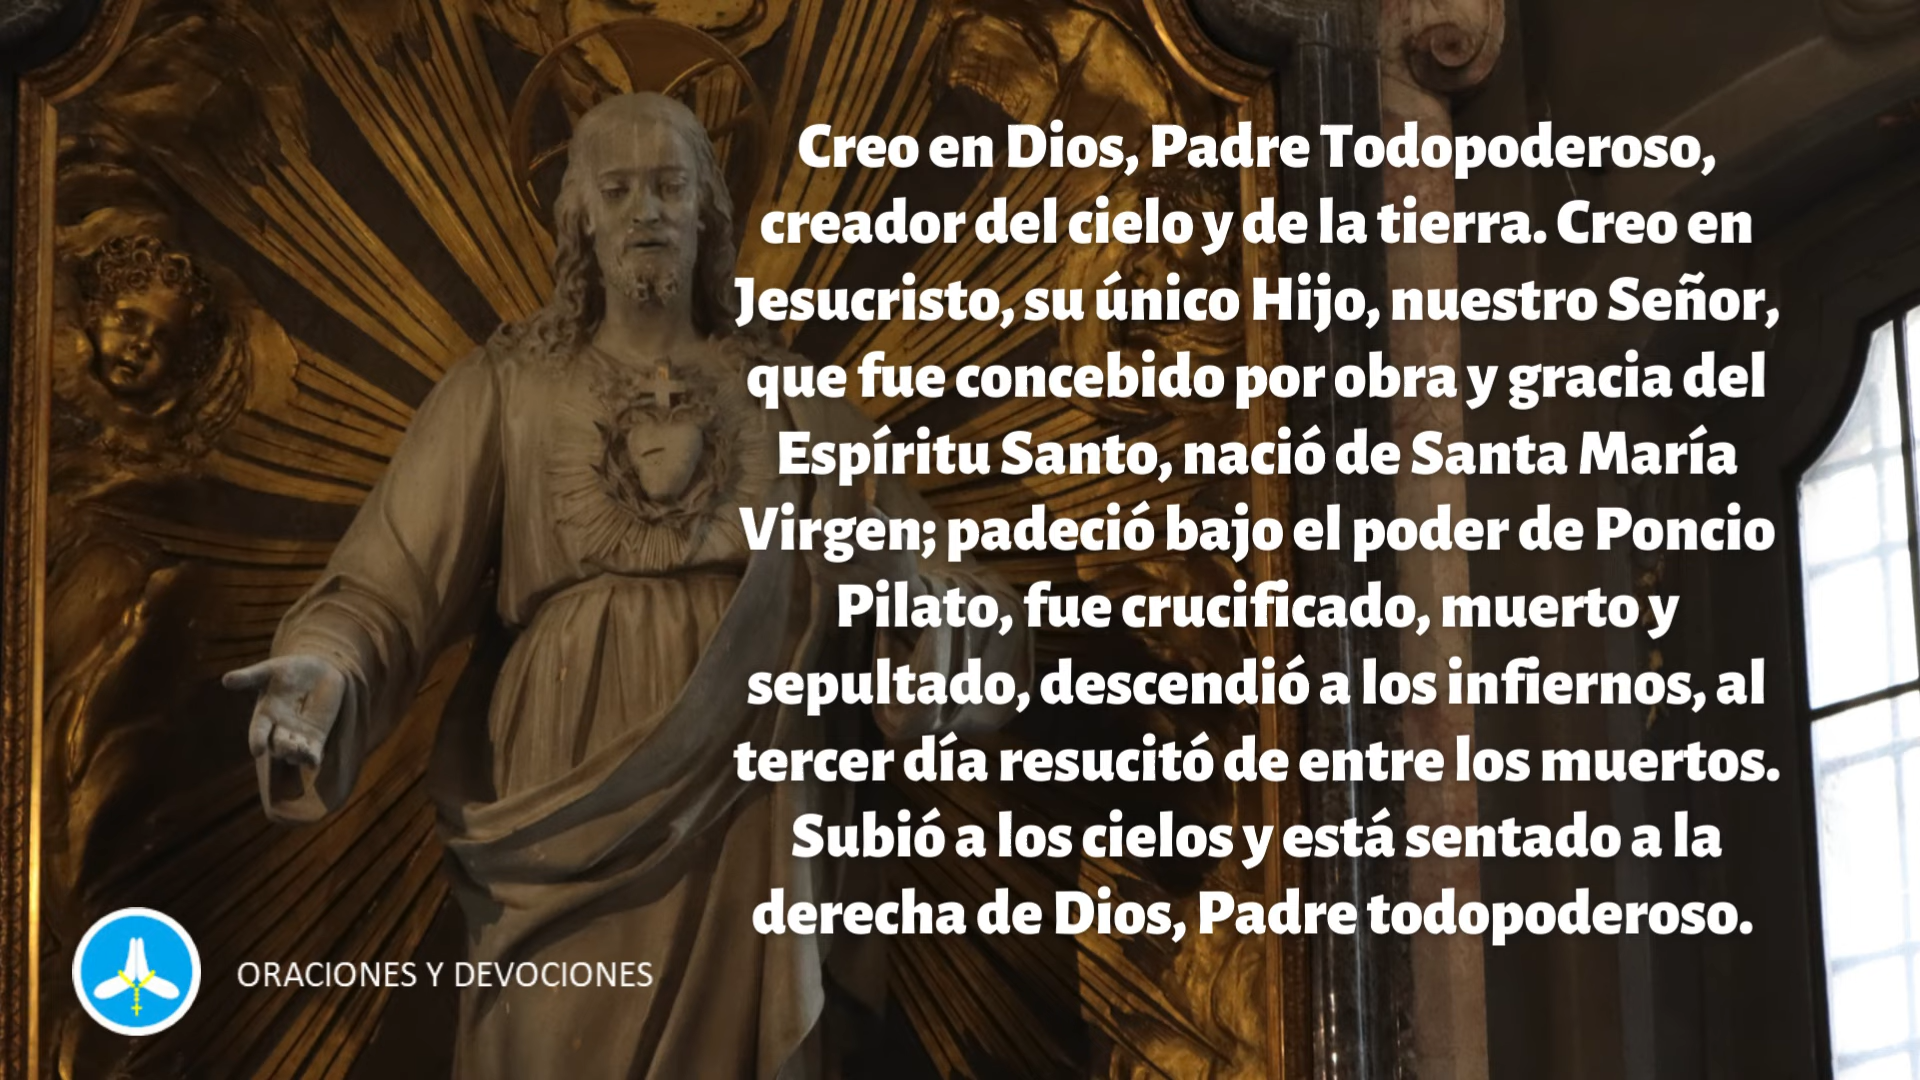 Creo en Dios, Padre Todopoderoso,
creador del cielo y de la tierra. Creo en
Jesucristo, su único Hijo, nuestro Señor,
que fue concebido por obra y gracia del
Espíritu Santo, nació de Santa María
Virgen; padeció bajo el poder de Poncio
Pilato, fue crucificado, muerto y
sepultado, descendió a los infiernos, al
tercer día resucitó de entre los muertos.
Subió a los cielos y está sentado a la
derecha de Dios, Padre todopoderoso.
ORACIONES Y DEVOCIONES